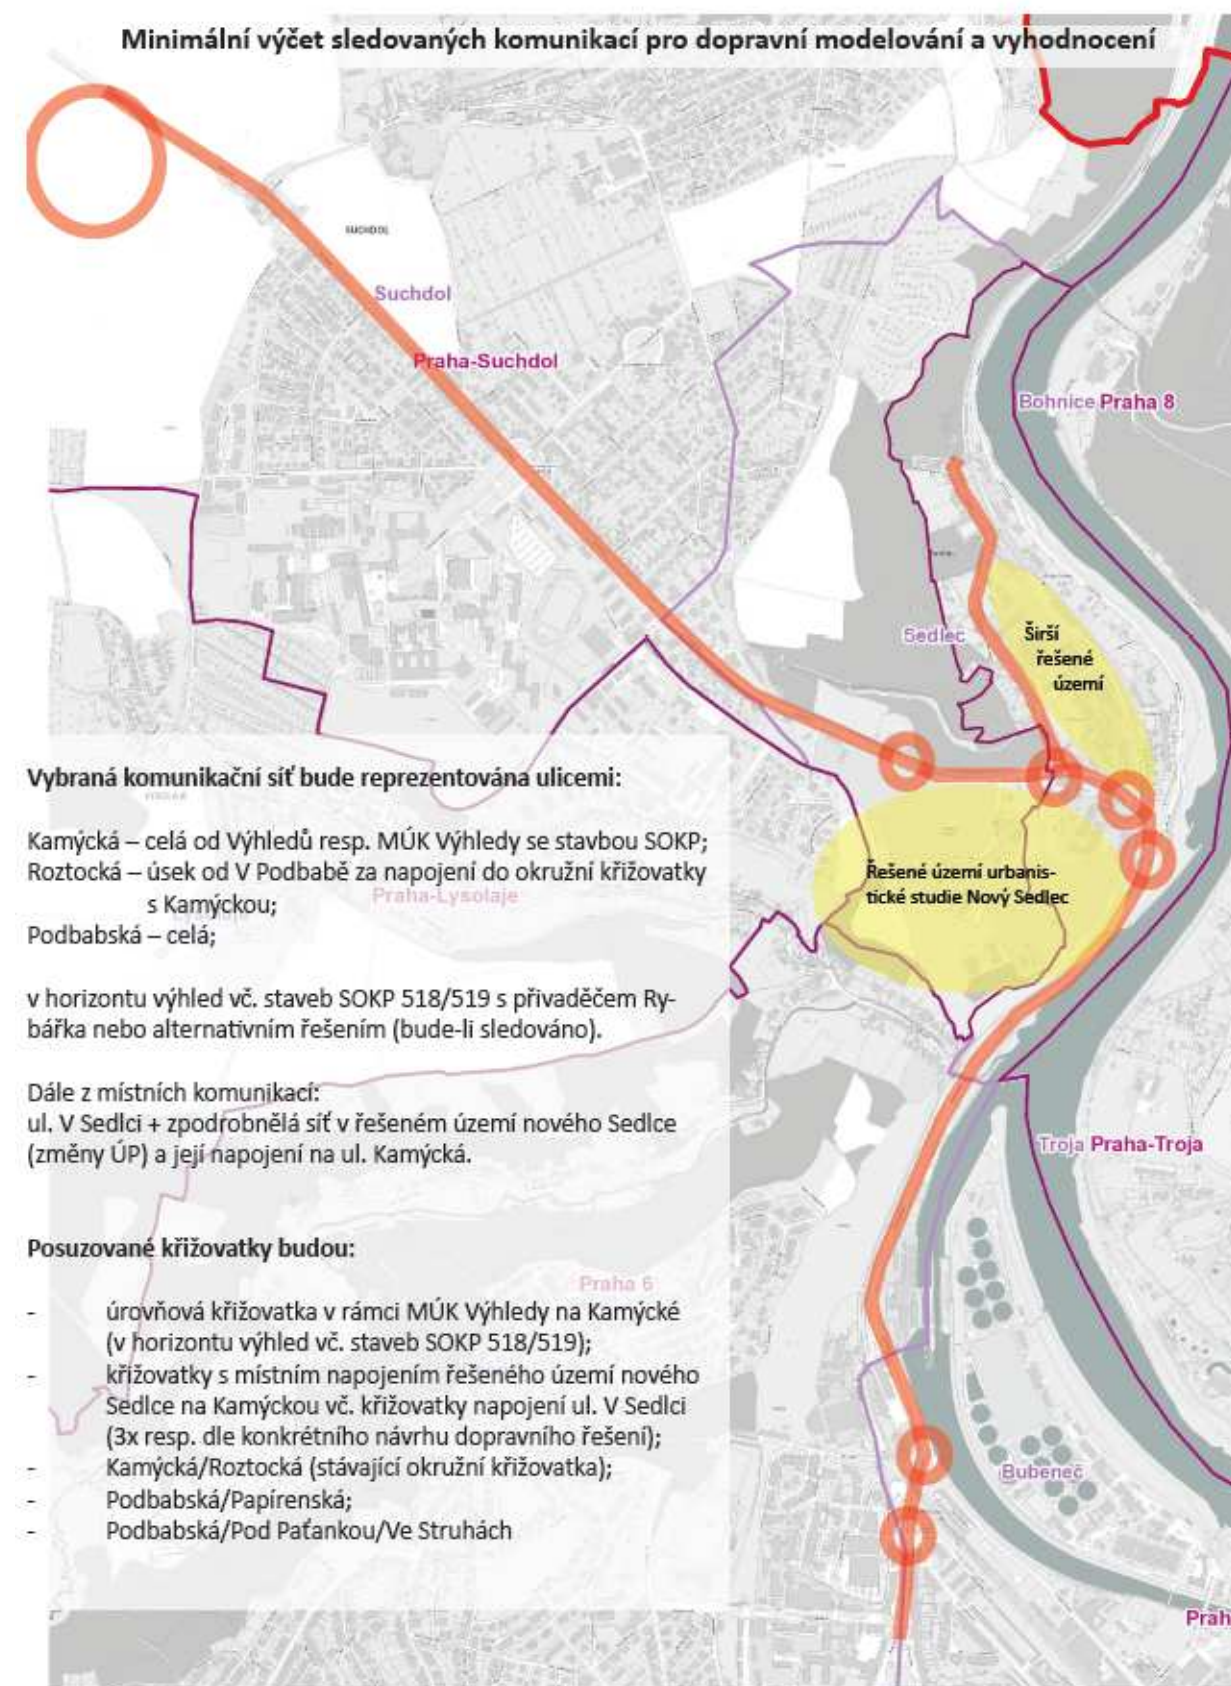 Minimální výčet sledovaných komunikací pro dopravní modelování a vyhodnocení
SUCHDOL
Suchdol
Praha-Suchdol
Bohnice Praha 8
Sedlec
Širší
řešené
území
Vybraná komunikační síť bude reprezentována ulicemi:
Kamýcká – celá od Výhledů resp. MÚK Výhledy se stavbou SOKP;
Roztocká – úsek od V Podbabě za napojení do okružní křižovatky
s Kamýckou;
Praha-Lysolaje
Podbabská – celá;
Řešené území urbanis-
tické studie Nový Sedlec
v horizontu výhled vč. staveb SOKP 518/519 s přivaděčem Ry-
bářka nebo alternativním řešením (bude-li sledováno).
Dále z místních komunikací:
ul. V Sedlci + zpodrobnělá síť v řešeném území nového Sedlce
(změny ÚP) a její napojení na ul. Kamýcká.
Troja Praha-Troja
Posuzované křižovatky budou:
Praha 6
- úrovňová křižovatka v rámci MÚK Výhledy na Kamýcké
(v horizontu výhled vč. staveb SOKP 518/519);
- křižovatky s místním napojením řešeného území nového
Sedlce na Kamýckou vč. křižovatky napojení ul. V Sedlci
(3x resp. dle konkrétního návrhu dopravního řešení);
- Kamýcká/Roztocká (stávající okružní křižovatka);
- Podbabská/Papírenská;
- Podbabská/Pod Paťankou/Ve Struhách
Bubeneč
Prah